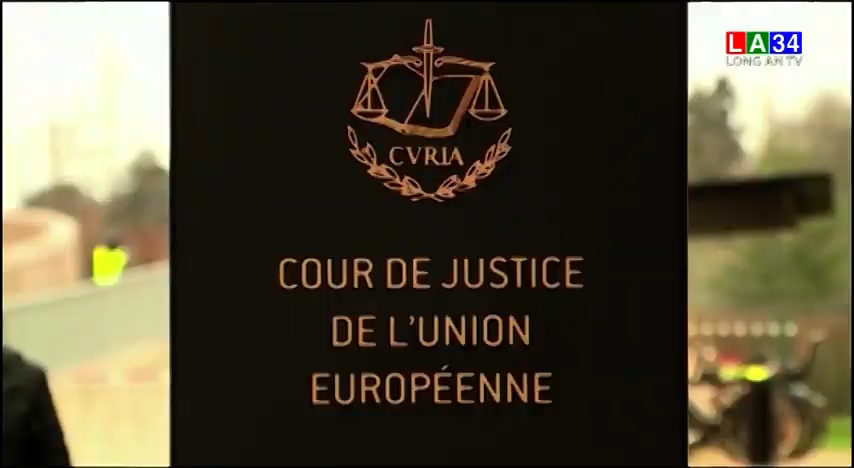 LA34
LONG AN TV
CVRIA
COUR DE JUSTICE
DE L'UNION
EUROPÉENNE